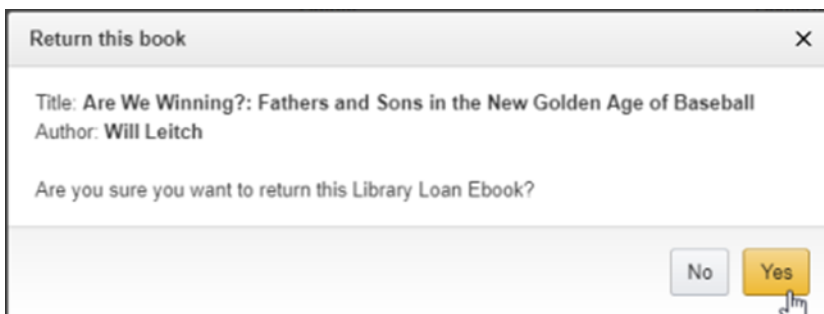 Return this book
Title: Are We Winning?: Fathers and Sons in the New Golden Age of Baseball
Author: Will Leitch
Are you sure you want to return this Library Loan Ebook?
No Yes